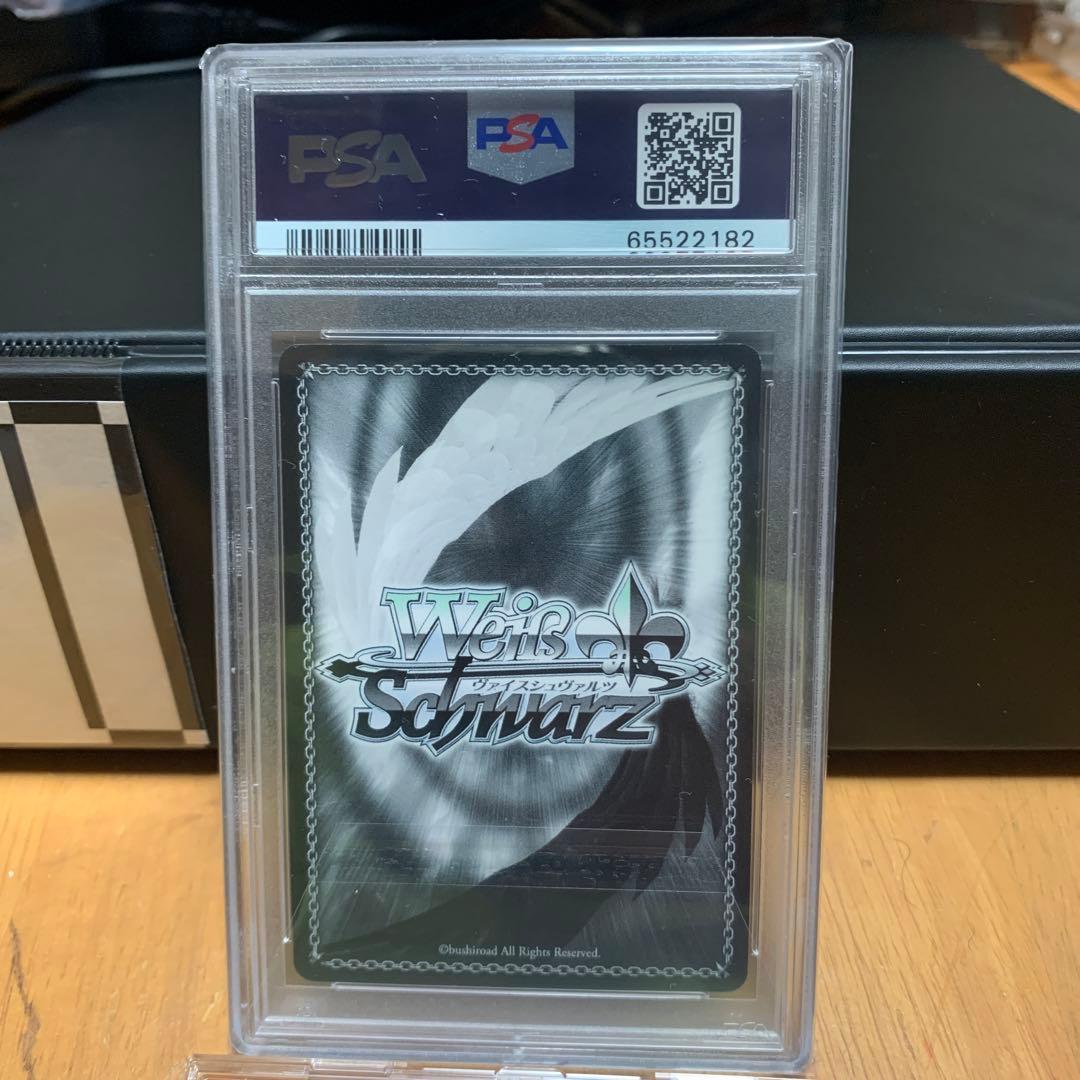 PSA
PSA
65522182
Weiß
ヴァイスシュヴァルツ
Schwarz
©bushiroad All Rights Reserved.